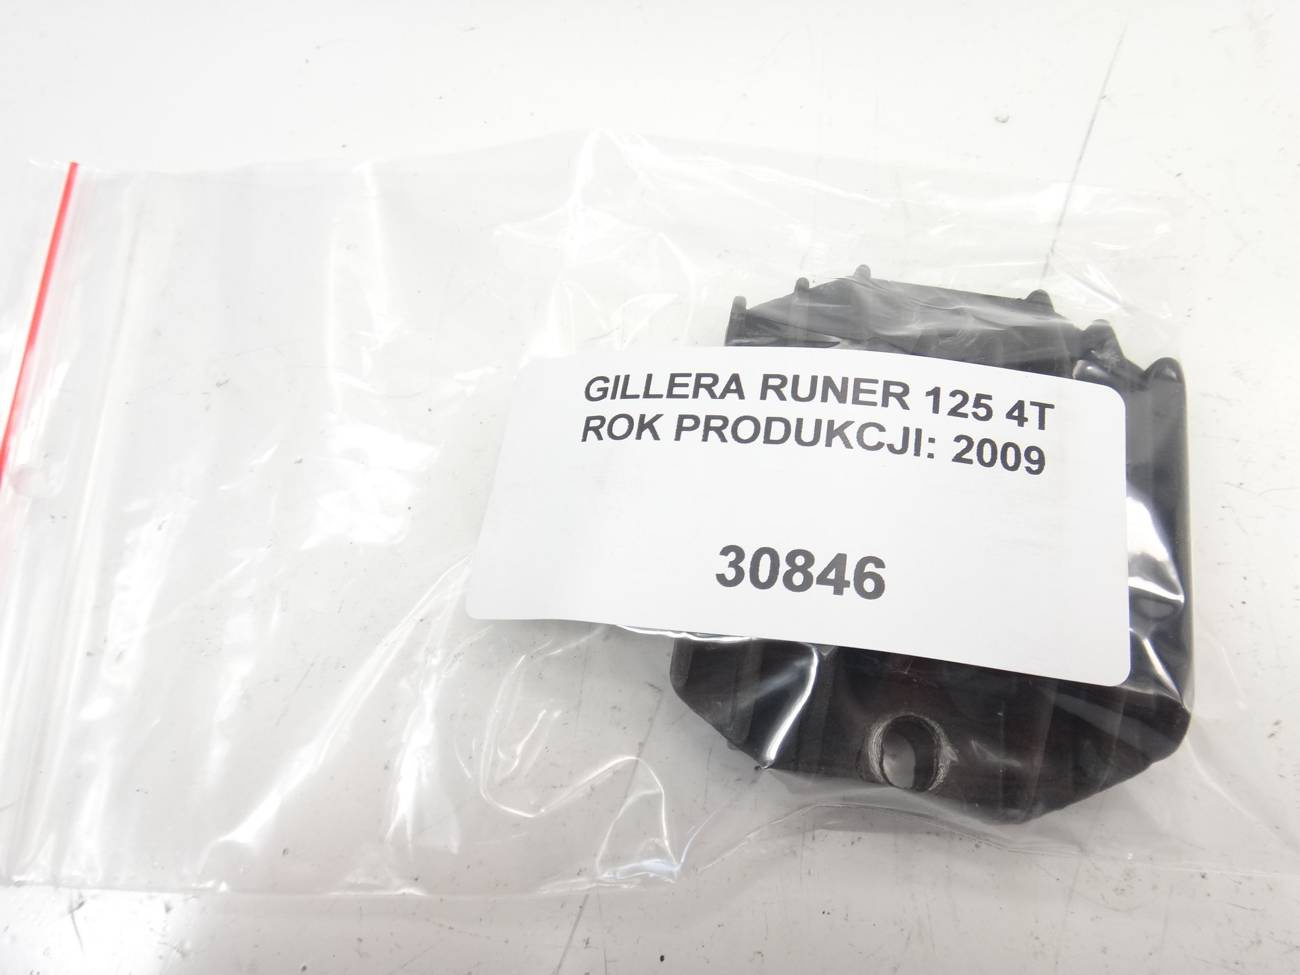 GILLERA RUNER 125 4T
ROK PRODUKCJI: 2009
30846